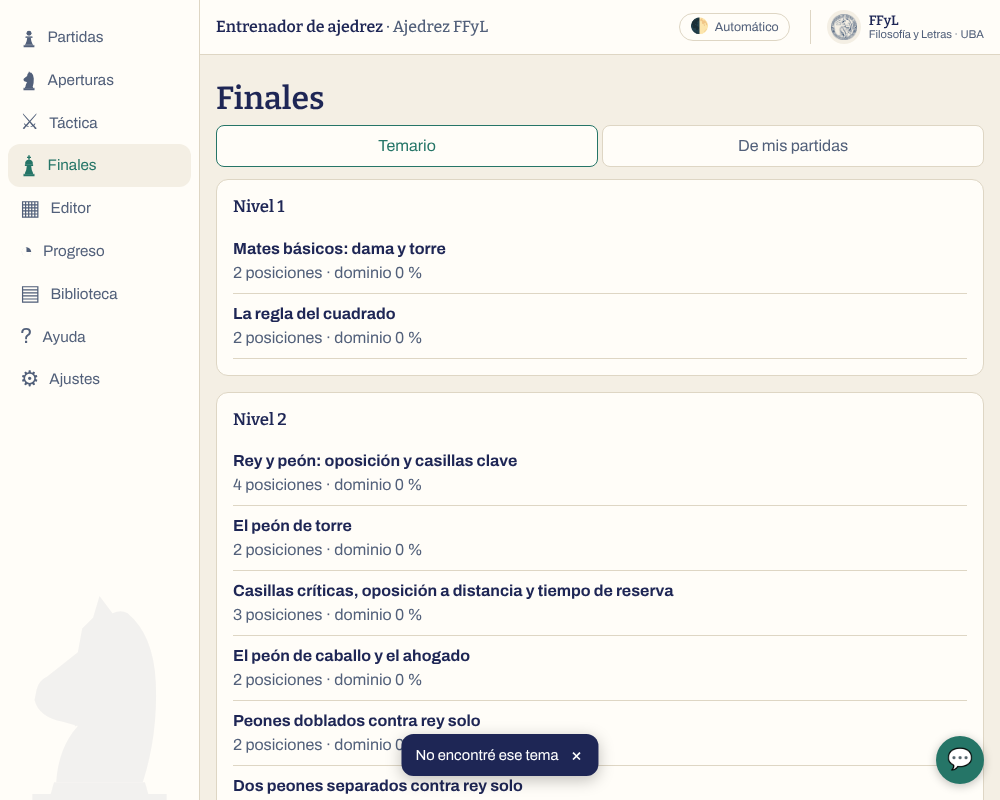 Partidas
Aperturas
Táctica
Finales
Editor
Progreso
Biblioteca
? Ayuda
Ajustes
Entrenador de ajedrez · Ajedrez FFyL
Automático
FFyL
Filosofía y Letras · UBA
Finales
Temario
De mis partidas
Nivel 1
Mates básicos: dama y torre
2 posiciones · dominio 0 %
La regla del cuadrado
2 posiciones · dominio 0 %
Nivel 2
Rey y peón: oposición y casillas clave
4 posiciones · dominio 0 %
El peón de torre
2 posiciones · dominio 0 %
Casillas críticas, oposición a distancia y tiempo de reserva
3 posiciones · dominio 0 %
El peón de caballo y el ahogado
2 posiciones · dominio 0 %
Peones doblados contra rey solo
2 posiciones · dominio 0
No encontré ese tema ×
Dos peones separados contra rey solo